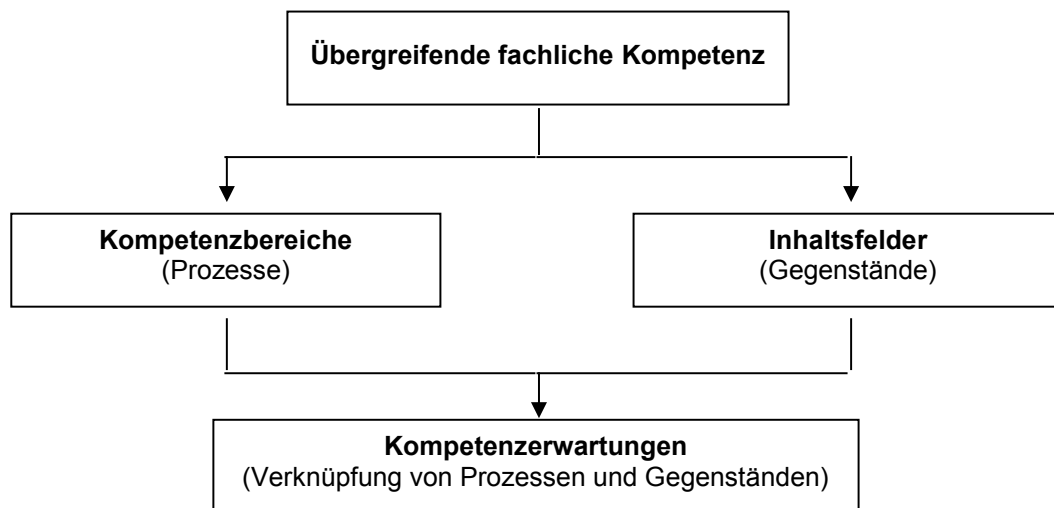 Übergreifende fachliche Kompetenz
Kompetenzbereiche
(Prozesse)
Inhaltsfelder
(Gegenstände)
Kompetenzerwartungen
(Verknüpfung von Prozessen und Gegenständen)